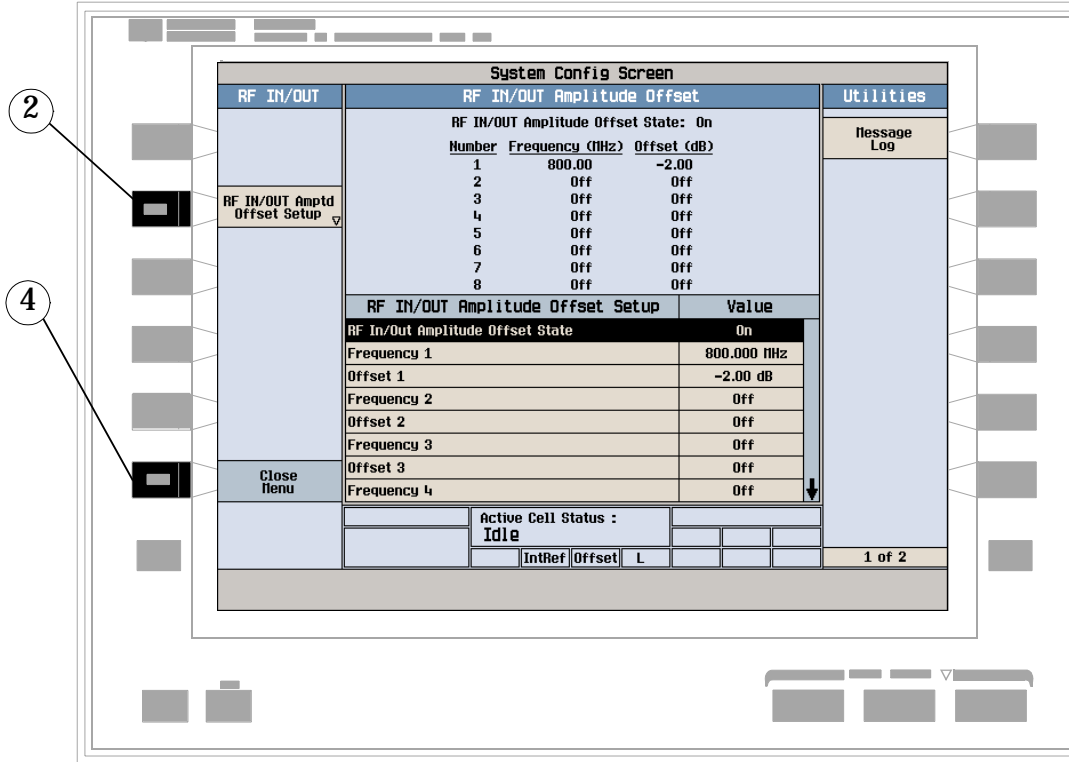 System Config Screen
RF IN/OUT
RF IN/OUT Amplitude Offset
Utilities
2
RF IN/OUT Amplitude Offset State: On
Message
Log
Number Frequency (MHz) Offset (dB)
1 800.00 -2.00
2 Off Off
3 Off Off
4 Off Off
5 Off Off
6 Off Off
7 Off Off
8 Off Off
RF IN/OUT Amptd
Offset Setup
4
RF IN/OUT Amplitude Offset Setup Value
RF In/Out Amplitude Offset State On
Frequency 1 800.000 MHz
Offset 1 -2.00 dB
Frequency 2 Off
Offset 2 Off
Frequency 3 Off
Offset 3 Off
Frequency 4 Off
Close
Menu
Active Cell Status :
Idle
IntRef Offset L
1 of 2